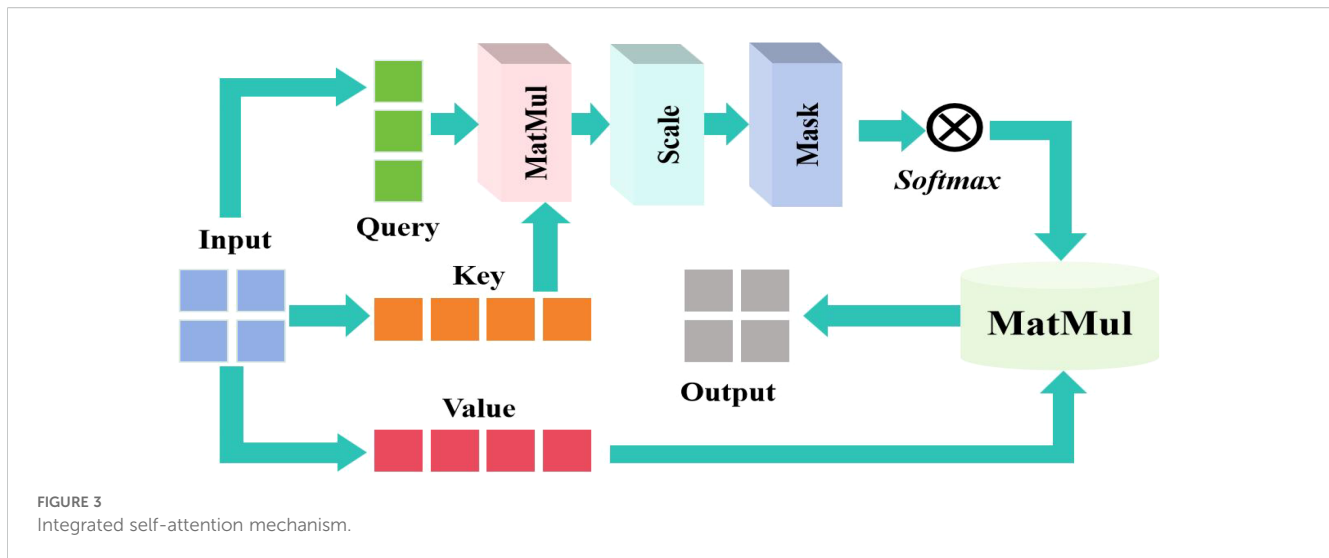 Input
Query
MatMul
Scale
Mask
Softmax
Key
Value
MatMul
Output
FIGURE 3
Integrated self-attention mechanism.